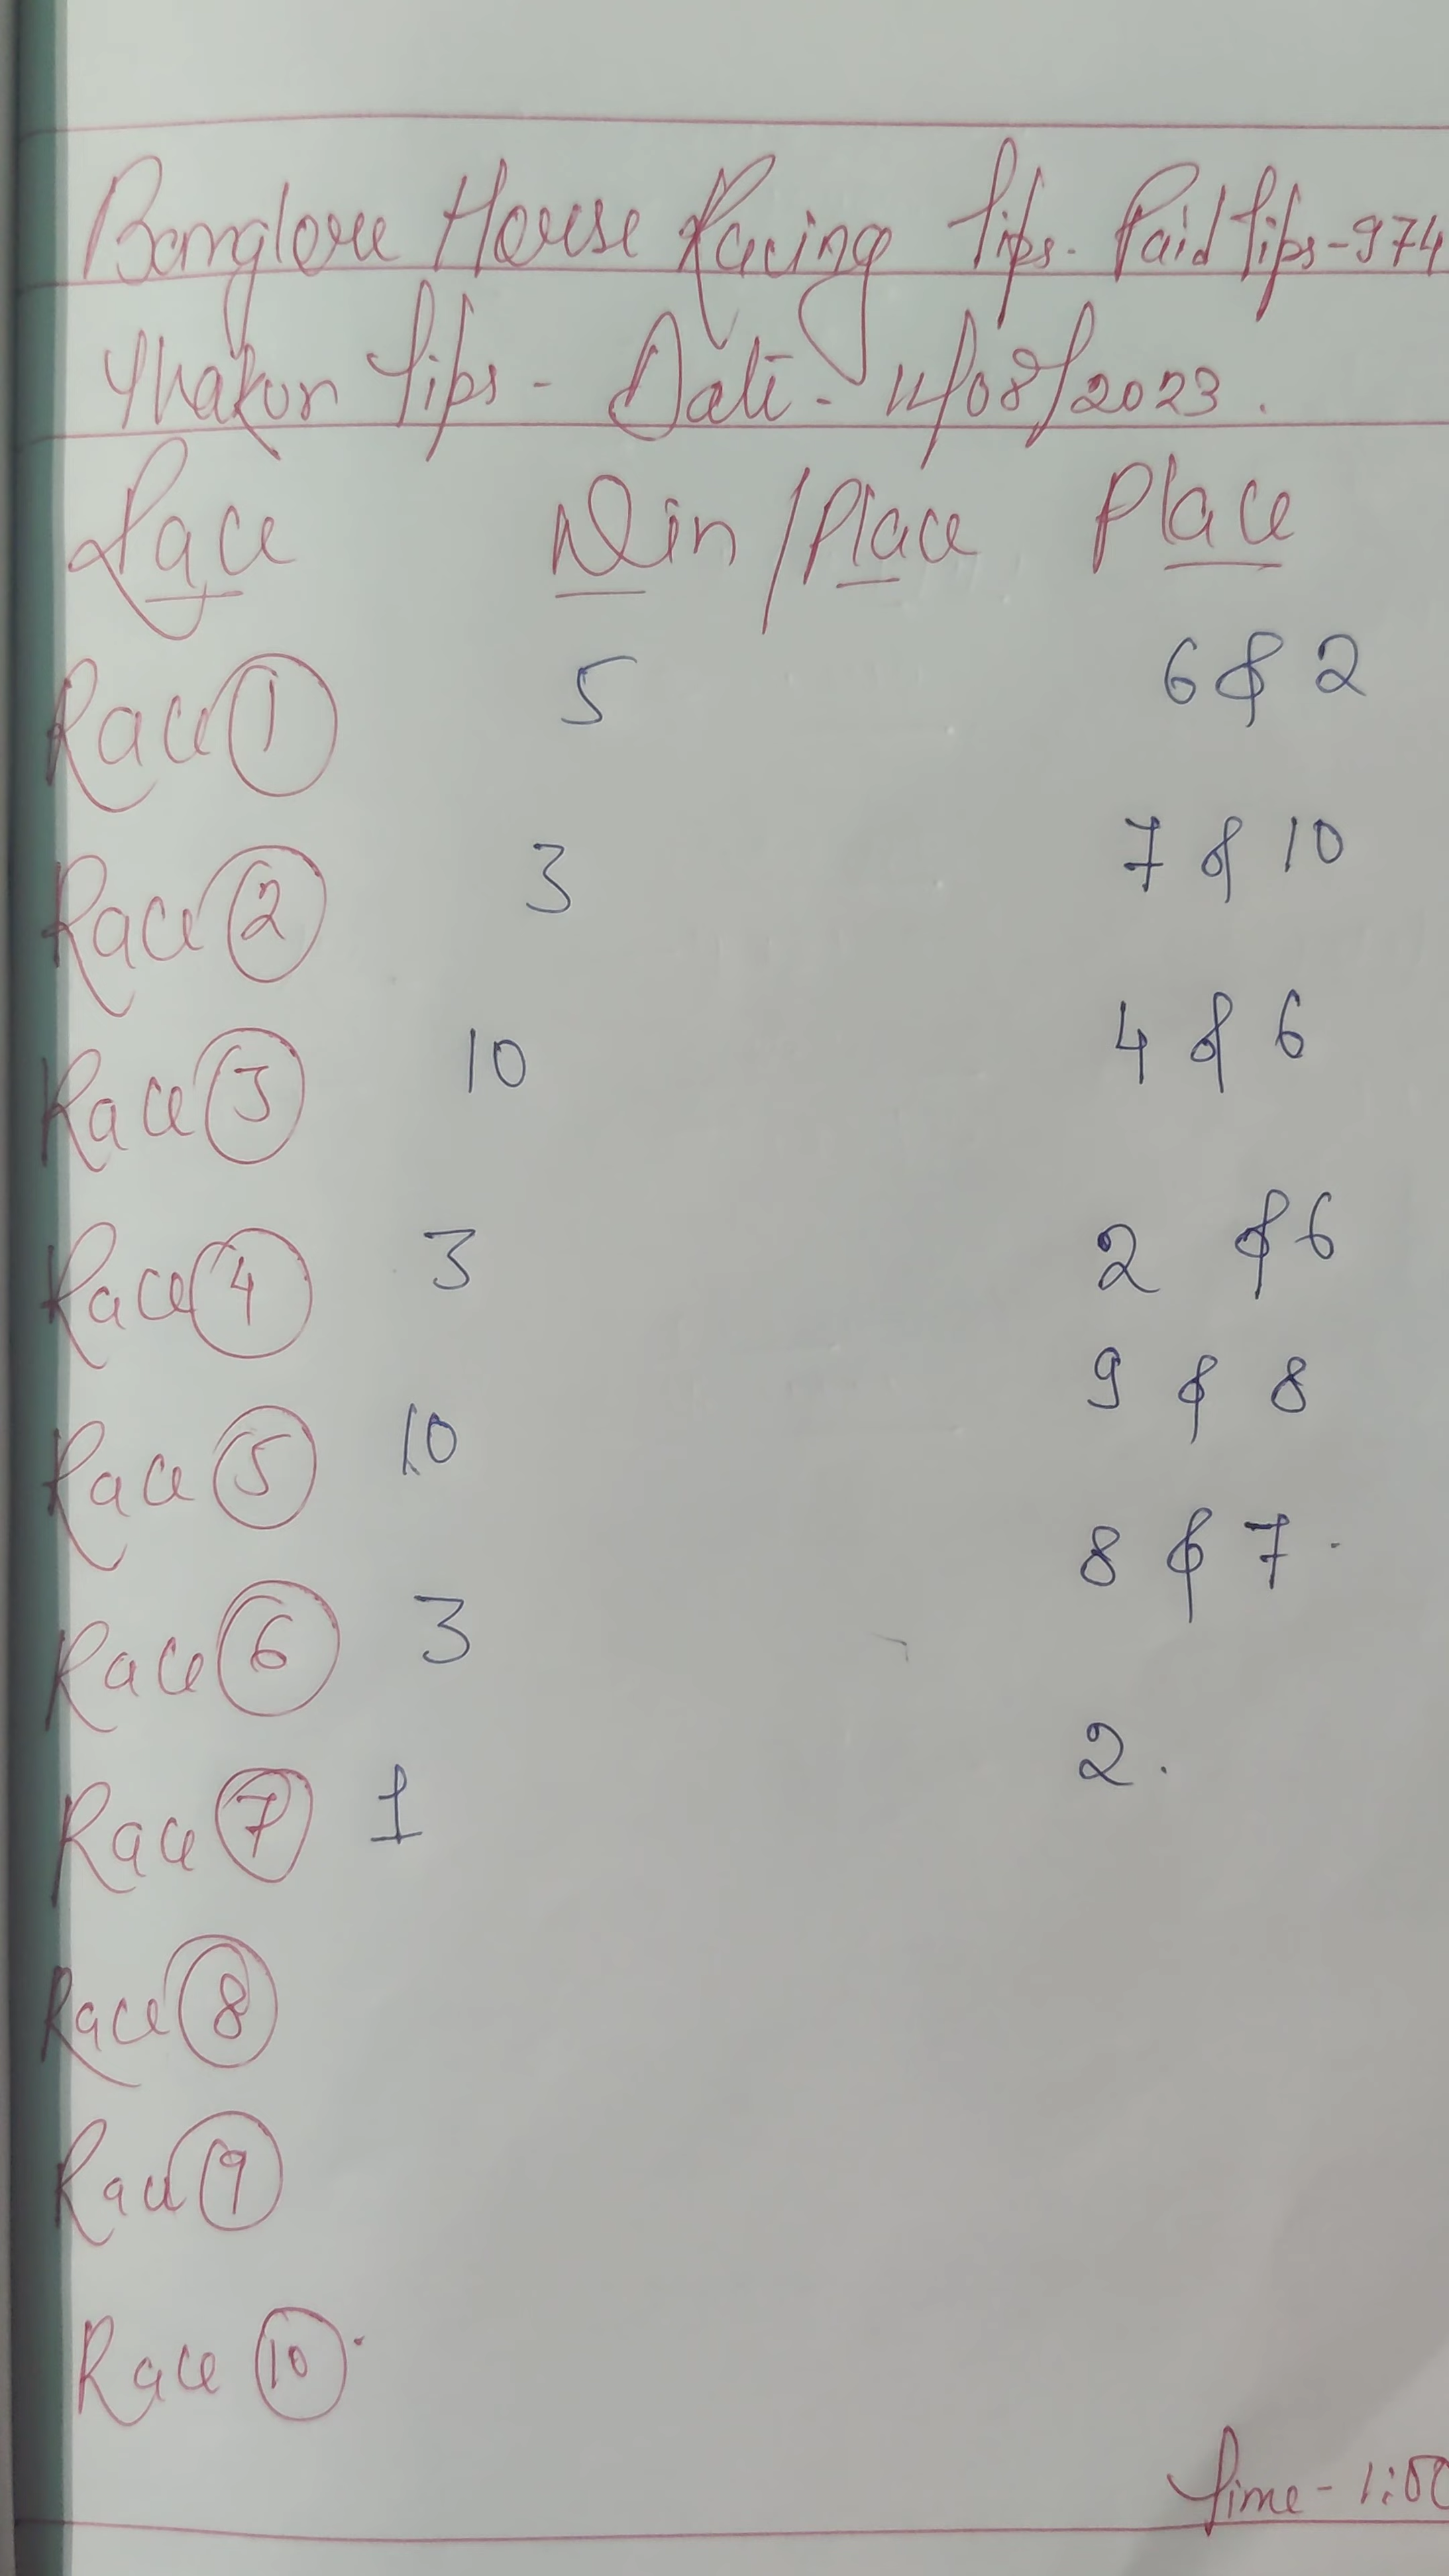 Banglore Horse Racing Tips. Paid Tips-974
Thakur Tips - Date - 11/08/2023.
Race Win/Place Place
Race 1 5 6 & 2
Race 2 3 7 & 10
Race 3 10 4 & 6
Race 4 3 2 & 6
Race 5 10 9 & 8
Race 6 3 8 & 7.
Race 7 1 2.
Race 8
Race 9
Race 10.
Time - 1:00